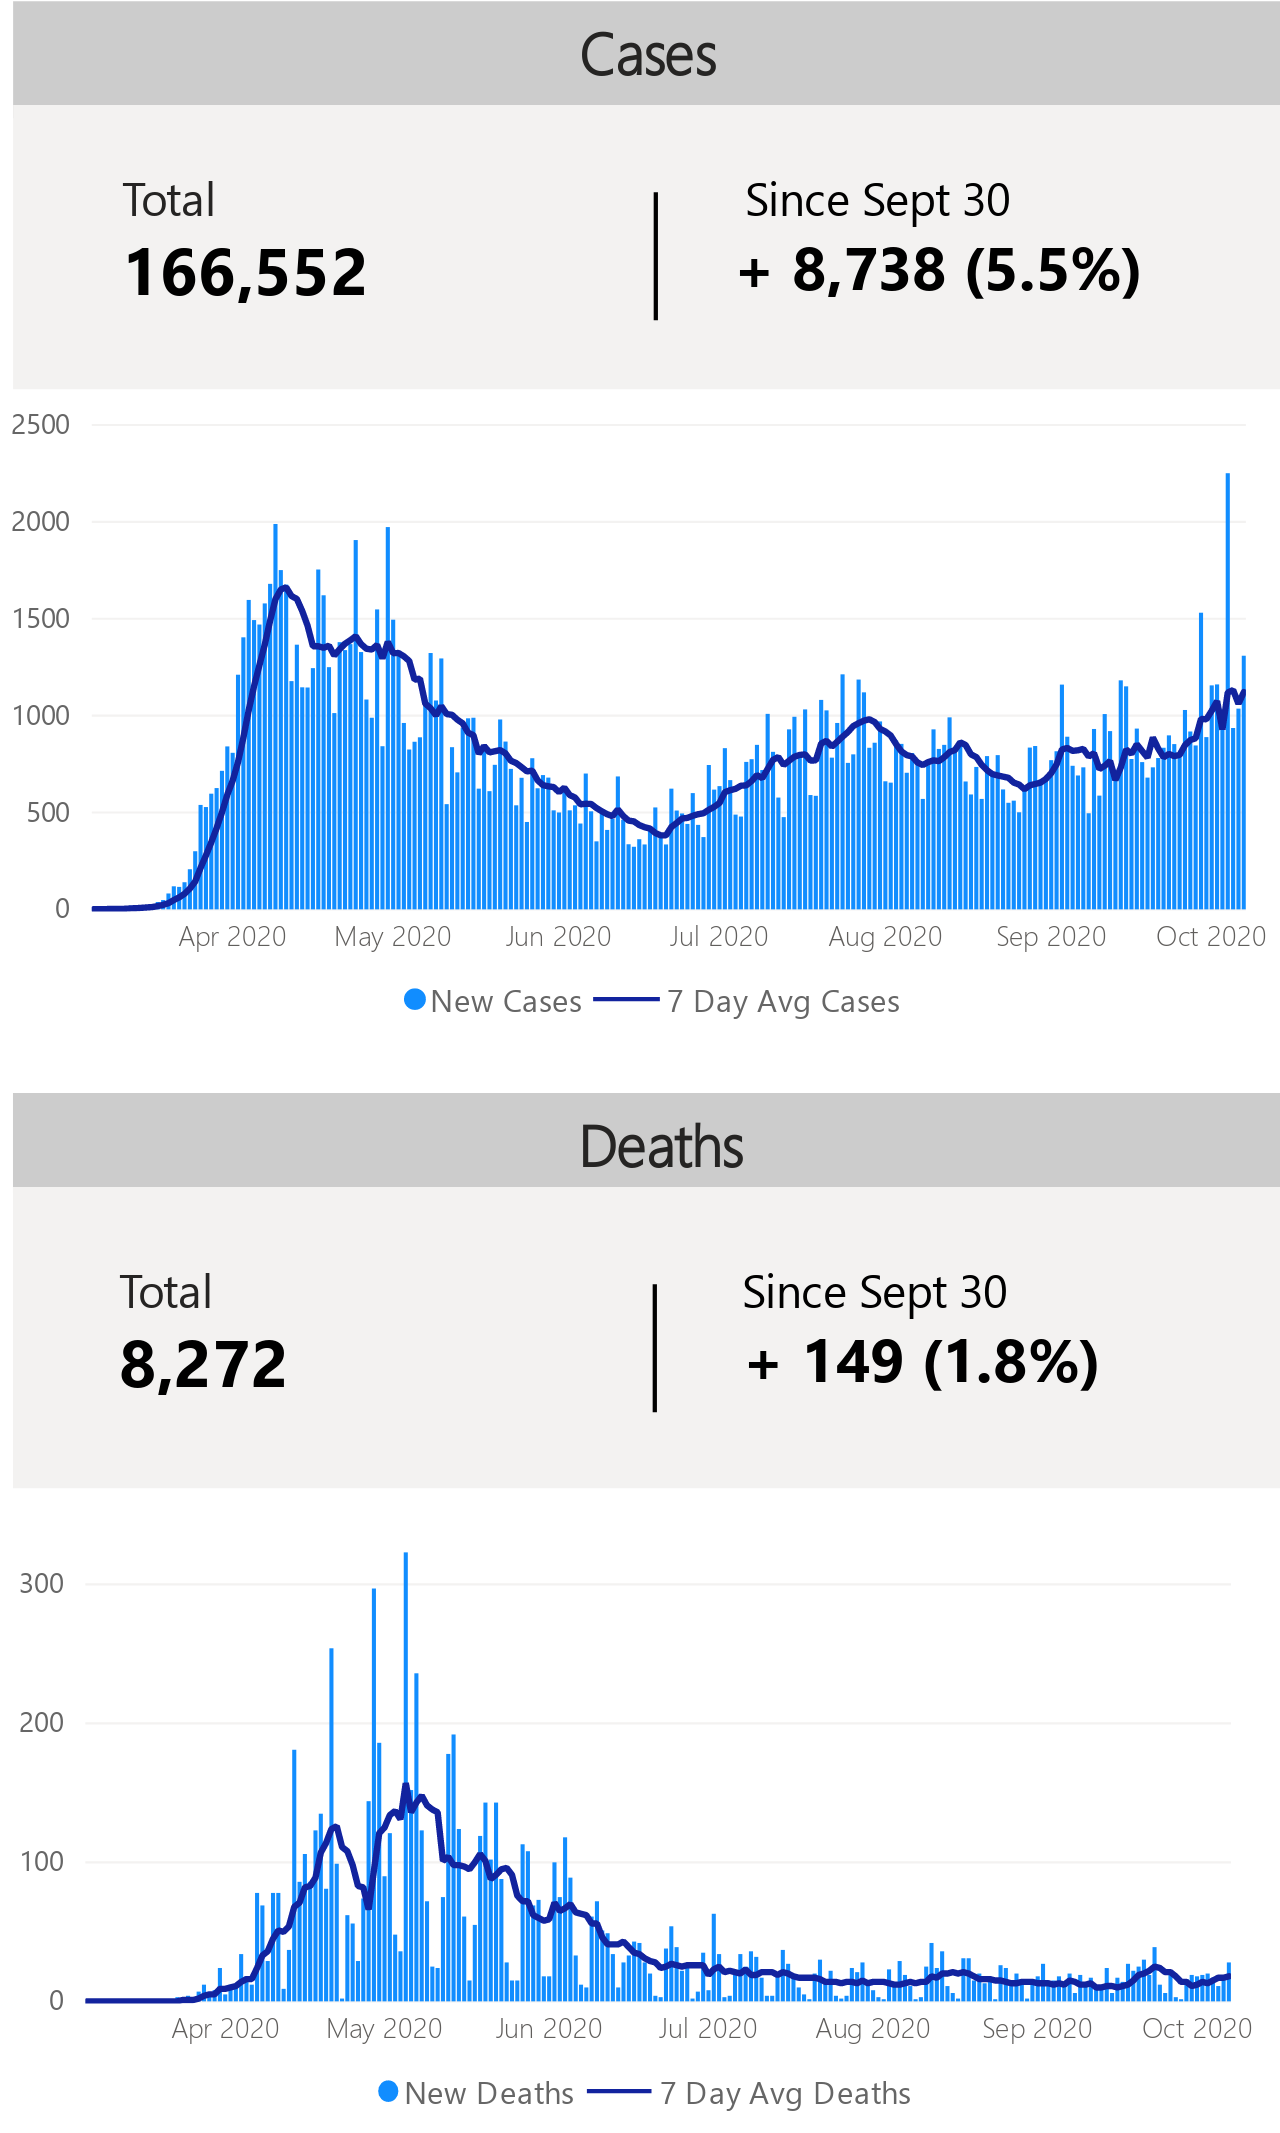 Cases
Total
166,552
Since Sept 30
+ 8,738 (5.5%)
2500
2000
1500
1000
500
0
Apr 2020
May 2020
Jun 2020
Jul 2020
Aug 2020
Sep 2020
Oct 2020
New Cases
7 Day Avg Cases
Deaths
Total
8,272
Since Sept 30
+ 149 (1.8%)
300
200
100
0
Apr 2020
May 2020
Jun 2020
Jul 2020
Aug 2020
Sep 2020
Oct 2020
New Deaths
7 Day Avg Deaths